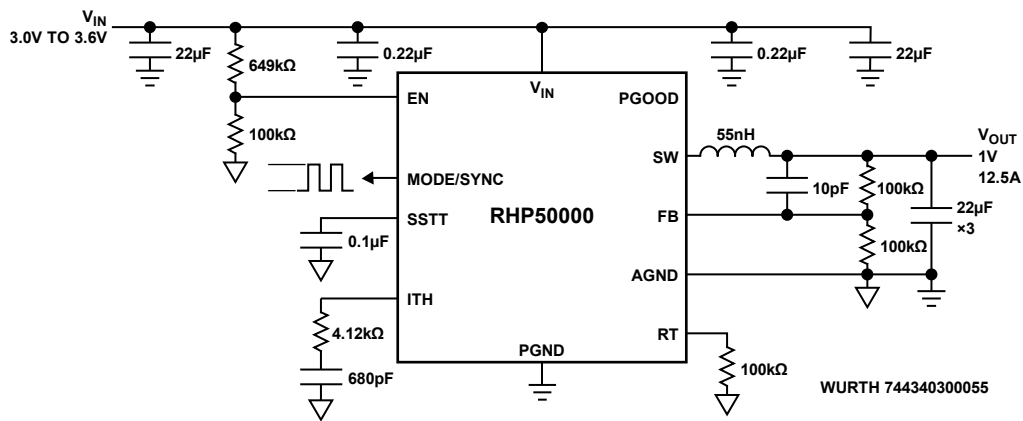 VIN
3.0V TO 3.6V
22µF
649kΩ
0.22µF
0.22µF
22µF
VIN
EN
PGOOD
100kΩ
55nH
VOUT
1V
12.5A
SW
MODE/SYNC
10pF
100kΩ
RHP50000
SSTT
FB
22µF
×3
0.1µF
100kΩ
AGND
ITH
4.12kΩ
RT
PGND
680pF
100kΩ
WURTH 744340300055